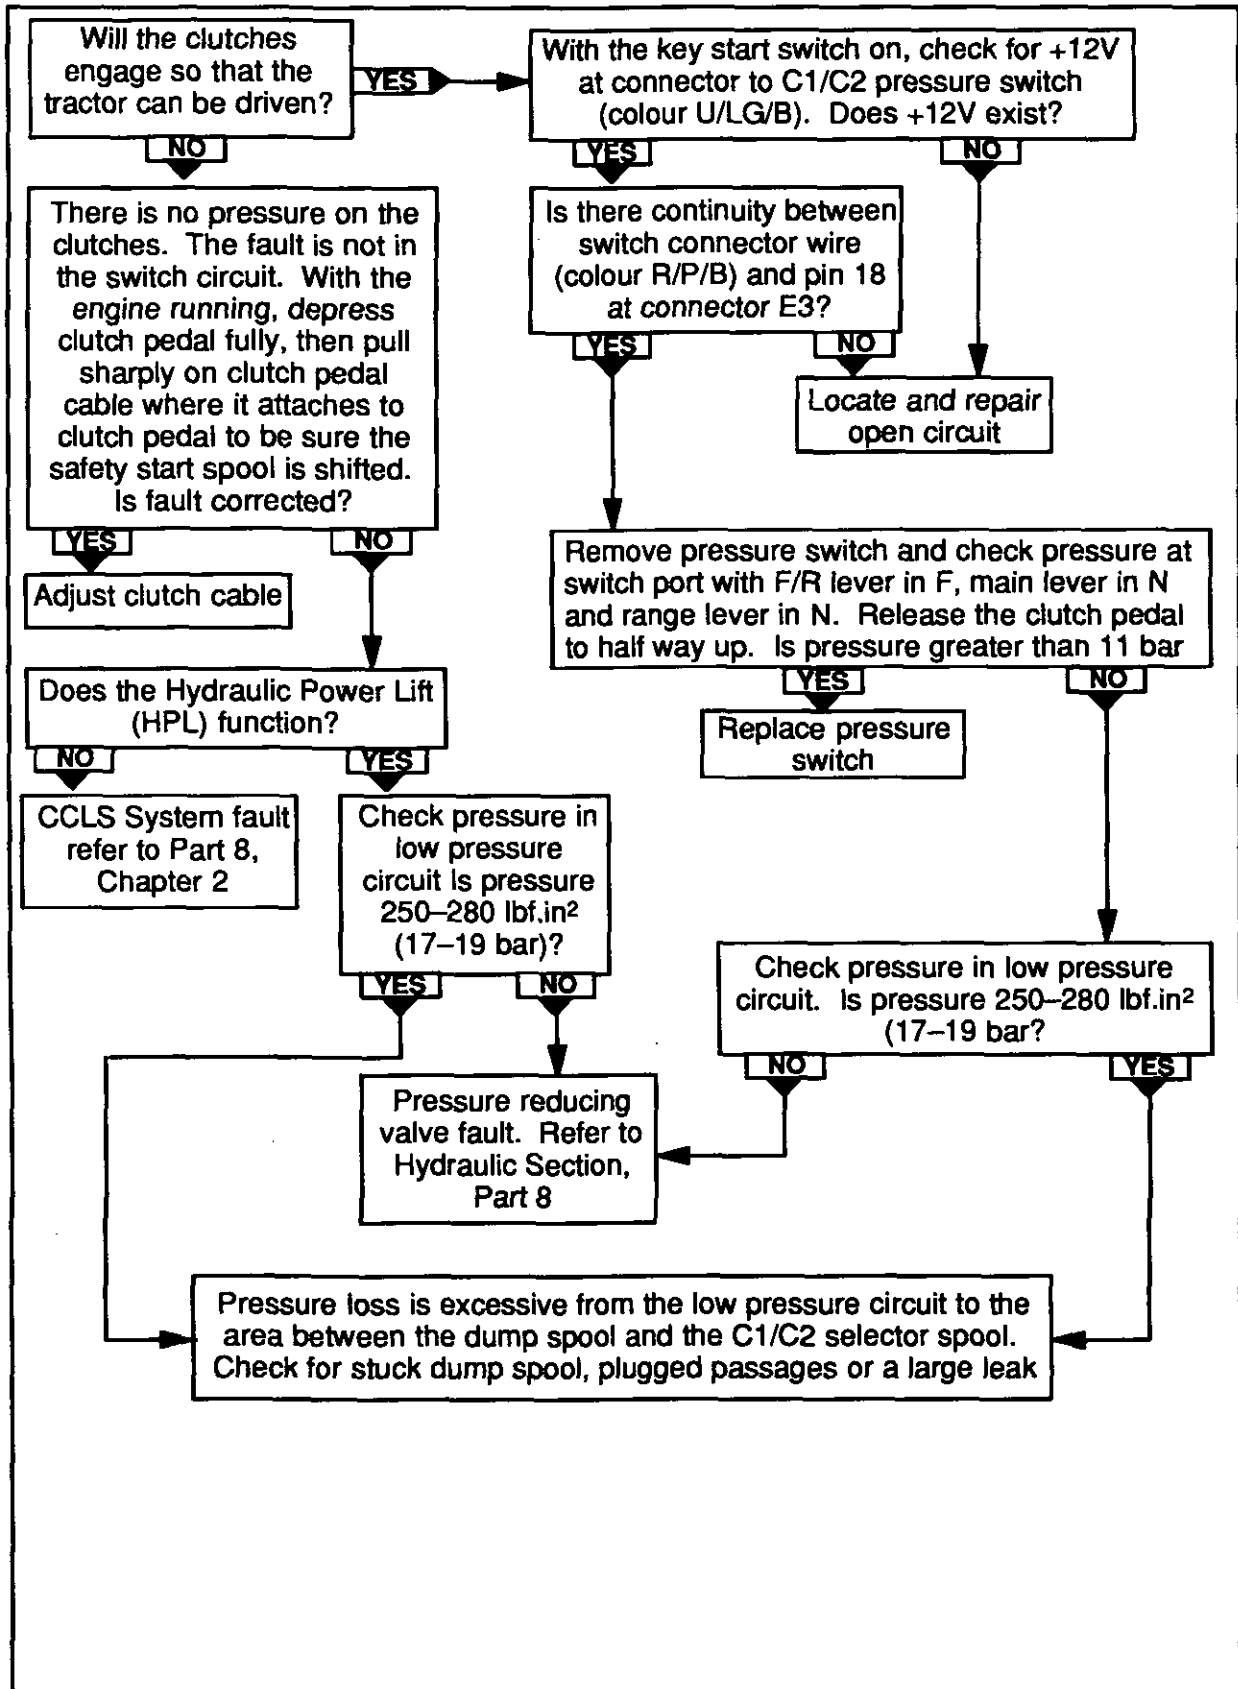 Will the clutches
engage so that the
tractor can be driven?
YES
NO
With the key start switch on, check for +12V
at connector to C1/C2 pressure switch
(colour U/LG/B). Does +12V exist?
YES
NO
There is no pressure on the
clutches. The fault is not in
the switch circuit. With the
engine running, depress
clutch pedal fully, then pull
sharply on clutch pedal
cable where it attaches to
clutch pedal to be sure the
safety start spool is shifted.
Is fault corrected?
YES
NO
Is there continuity between
switch connector wire
(colour R/P/B) and pin 18
at connector E3?
YES
NO
Locate and repair
open circuit
Adjust clutch cable
Remove pressure switch and check pressure at
switch port with F/R lever in F, main lever in N
and range lever in N. Release the clutch pedal
to half way up. Is pressure greater than 11 bar
YES
NO
Does the Hydraulic Power Lift
(HPL) function?
NO
YES
Replace pressure
switch
CCLS System fault
refer to Part 8,
Chapter 2
Check pressure in
low pressure
circuit Is pressure
250–280 lbf.in²
(17–19 bar)?
YES
NO
Check pressure in low pressure
circuit. Is pressure 250–280 lbf.in²
(17–19 bar?
NO
YES
Pressure reducing
valve fault. Refer to
Hydraulic Section,
Part 8
Pressure loss is excessive from the low pressure circuit to the
area between the dump spool and the C1/C2 selector spool.
Check for stuck dump spool, plugged passages or a large leak